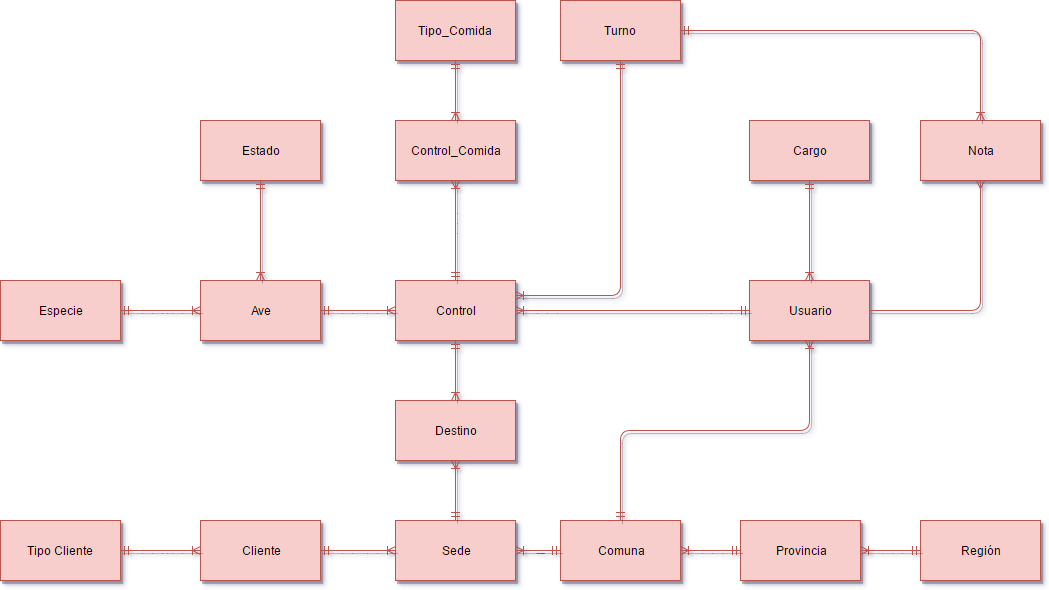 Tipo_Comida
Turno
Estado
Control_Comida
Cargo
Nota
Especie
Ave
Control
Usuario
Destino
Tipo Cliente
Cliente
Sede
Comuna
Provincia
Región